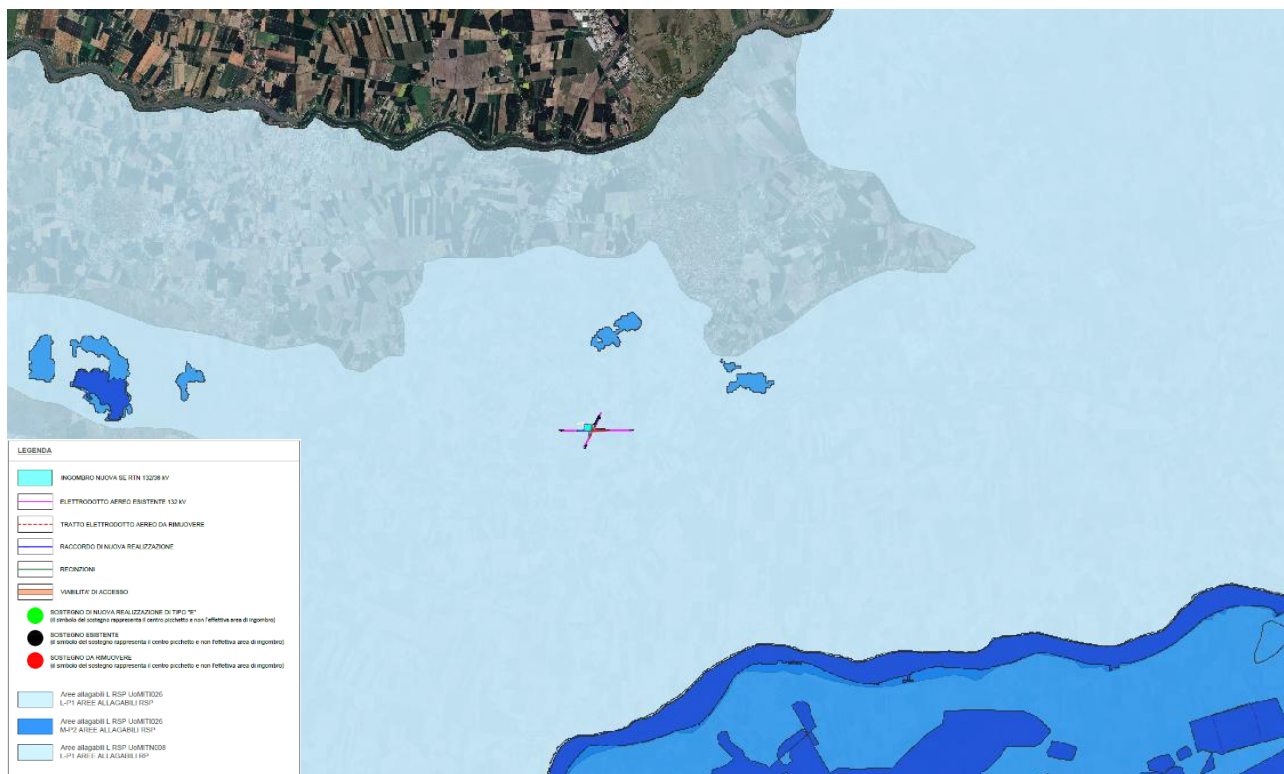 LEGENDA
INGOMBRO NUOVA SE RTN 132/36 kV
ELETTRODOTTO AEREO ESISTENTE 132 kV
TRATTO ELETTRODOTTO AEREO DA RIMUOVERE
RACCORDO DI NUOVA REALIZZAZIONE
RECINZIONI
VIABILITA' DI ACCESSO
SOSTEGNO DI NUOVA REALIZZAZIONE DI TIPO "E"
(il simbolo del sostegno rappresenta il centro picchetto e non l'effettiva area di ingombro)
SOSTEGNO ESISTENTE
(il simbolo del sostegno rappresenta il centro picchetto e non l'effettiva area di ingombro)
SOSTEGNO DA RIMUOVERE
(il simbolo del sostegno rappresenta il centro picchetto e non l'effettiva area di ingombro)
Aree allagabili L RSP UoMITI026
L-P1 AREE ALLAGABILI RSP
Aree allagabili L RSP UoMITI026
M-P2 AREE ALLAGABILI RSP
Aree allagabili L RSP UoMITN008
L-P1 AREE ALLAGABILI RP